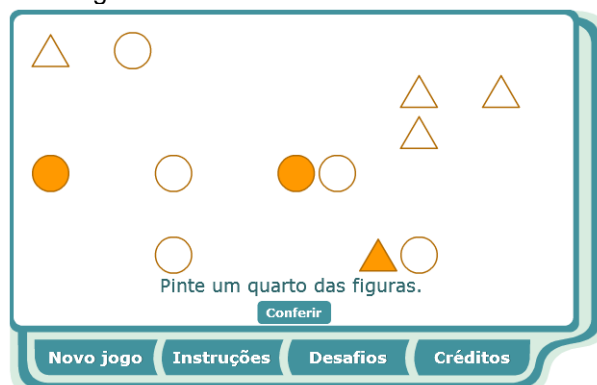 Pinte um quarto das figuras.
Conferir
Novo jogo
Instruções
Desafios
Créditos